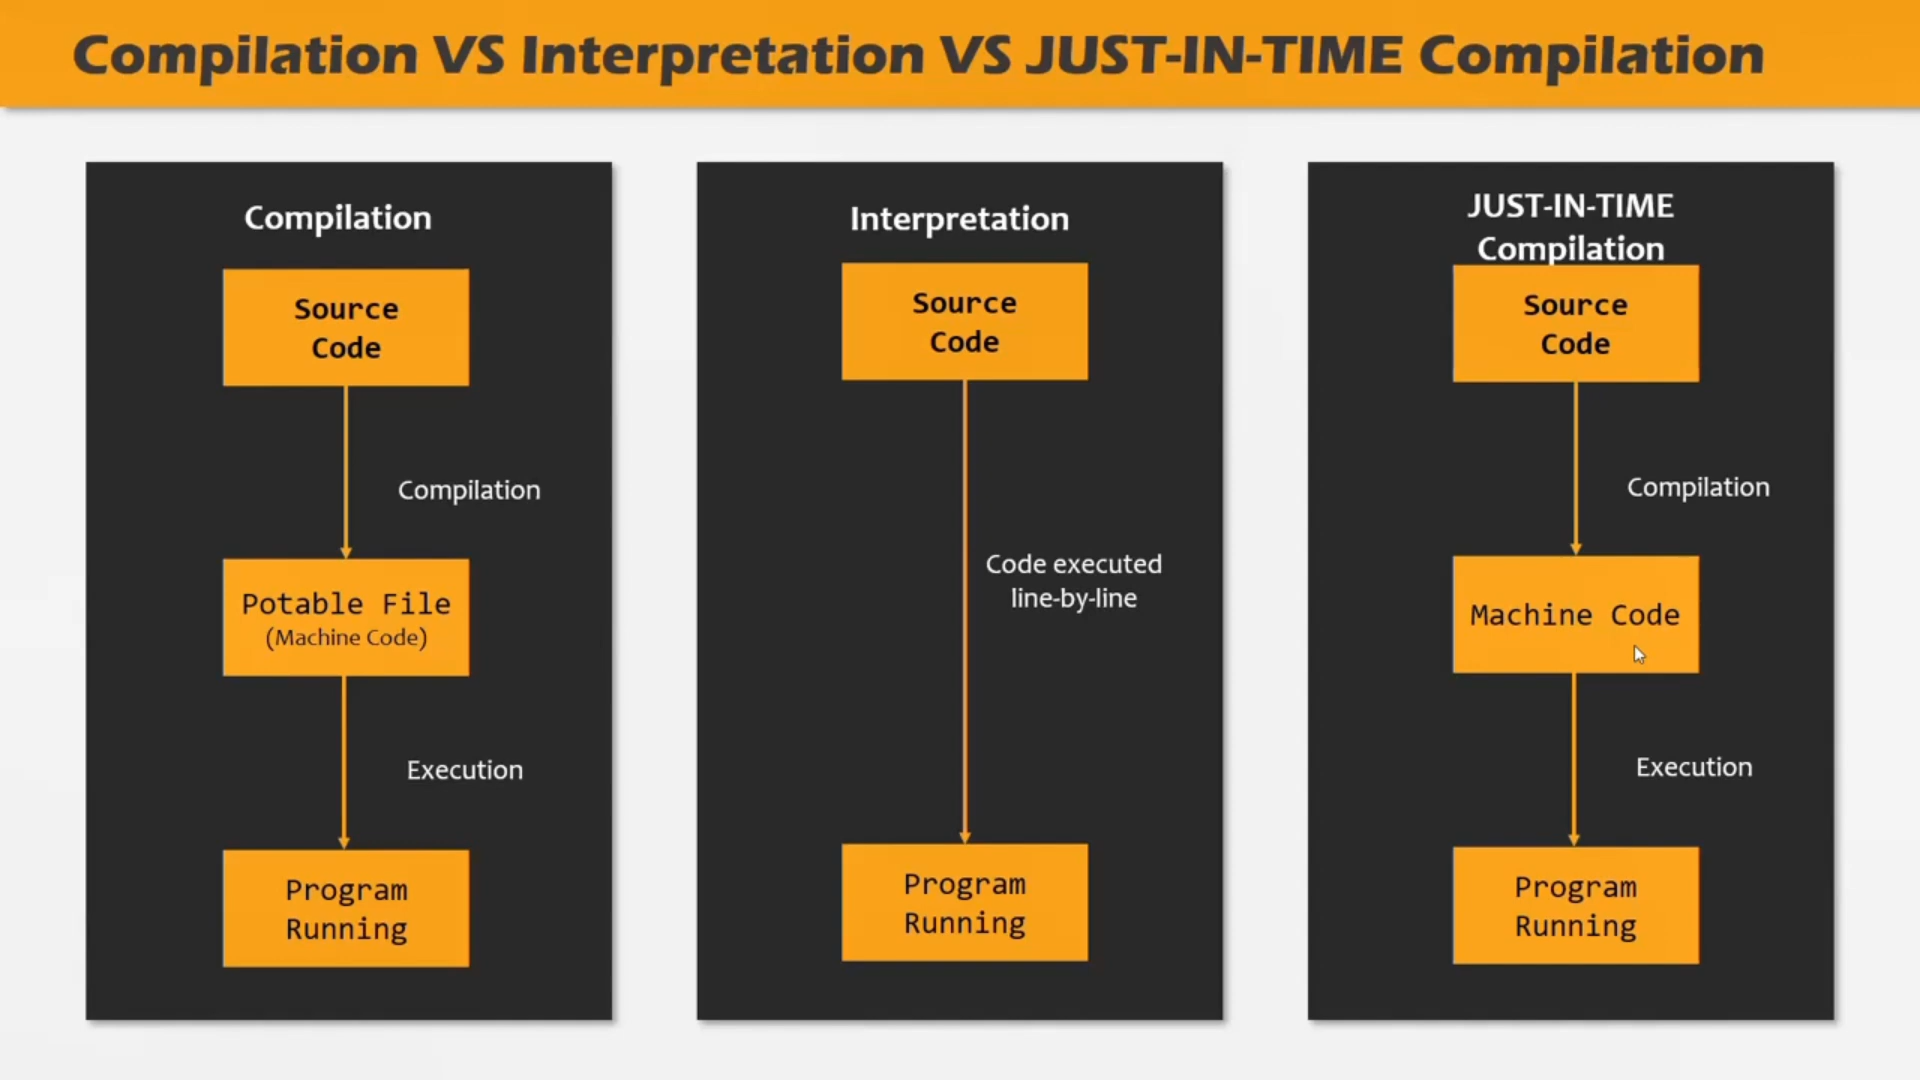 Compilation VS Interpretation VS JUST-IN-TIME Compilation
Compilation
Source
Code
Compilation
Potable File
(Machine Code)
Execution
Program
Running
Interpretation
Source
Code
Code executed
line-by-line
Program
Running
JUST-IN-TIME
Compilation
Source
Code
Compilation
Machine Code
Execution
Program
Running